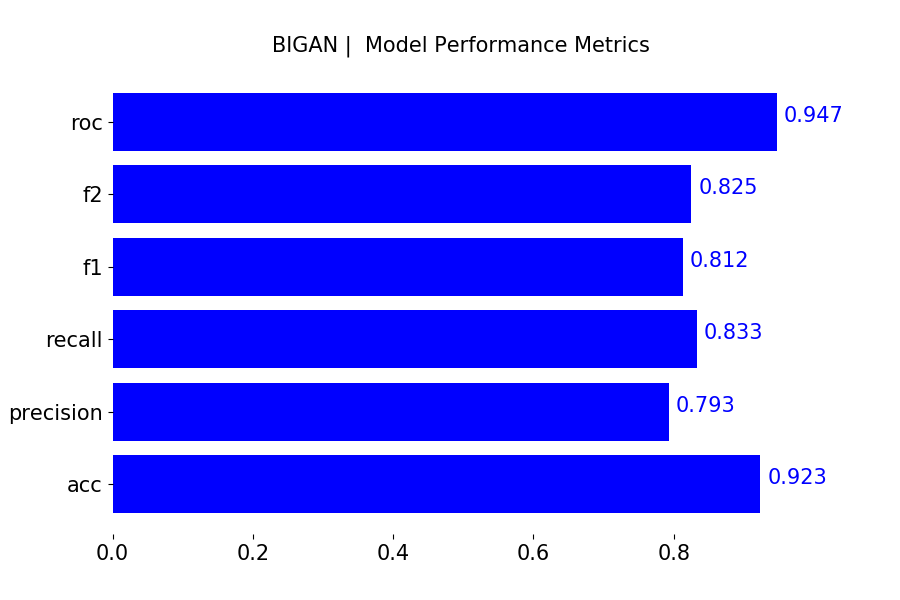 BIGAN |  Model Performance Metrics
roc 0.947
f2 0.825
f1 0.812
recall 0.833
precision 0.793
acc 0.923
0.0 0.2 0.4 0.6 0.8